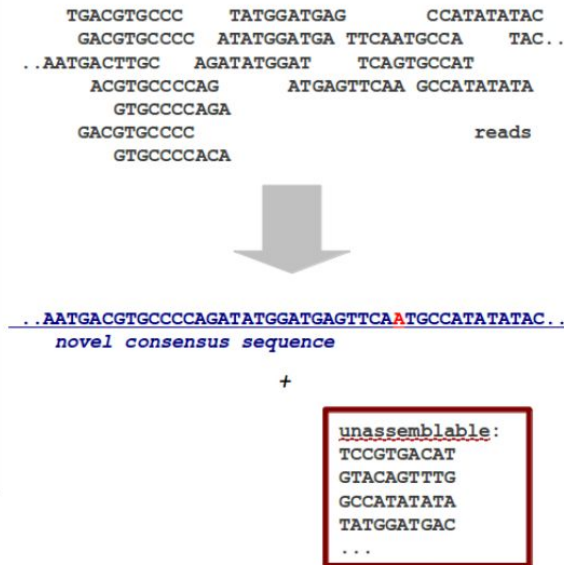 TGACGTGCCC TATGGATGAG CCATATATAC
GACGTGCCCC ATATGGATGA TTCAATGCCA TAC..
..AATGACTTGC AGATATGGAT TCAGTGCCAT
ACGTGCCCCAG ATGAGTTCAA GCCATATATA
GTGCCCCAGA
GACGTGCCCC reads
GTGCCCCACA
..AATGACGTGCCCCAGATATGGATGAGTTCAATGCCATATATAC..
novel consensus sequence
+
unassemblable:
TCCGTGACAT
GTACAGTTTG
GCCATATATA
TATGGATGAC
...